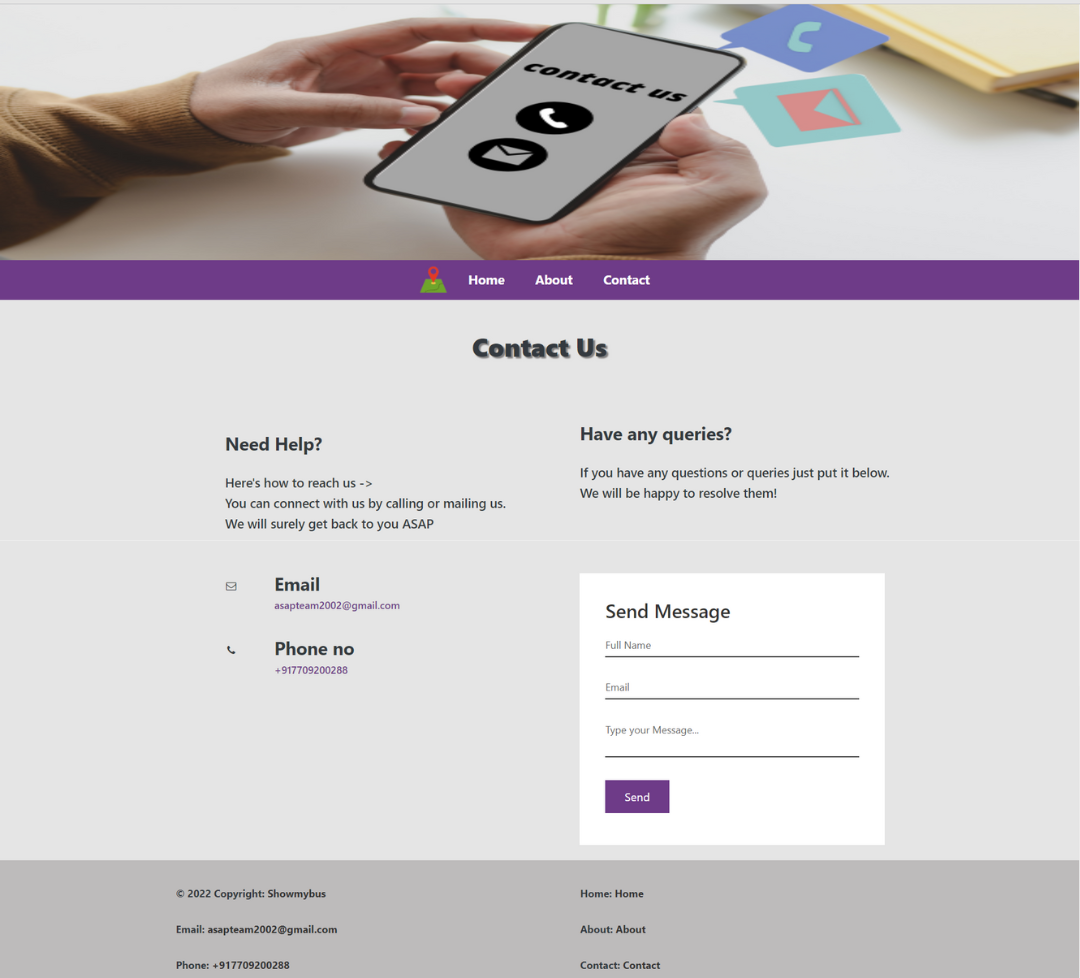 contact us
Home
About
Contact
Contact Us
Need Help?
Here's how to reach us ->
You can connect with us by calling or mailing us.
We will surely get back to you ASAP
Have any queries?
If you have any questions or queries just put it below.
We will be happy to resolve them!
Email
asapteam2002@gmail.com
Phone no
+917709200288
Send Message
Full Name
Email
Type your Message...
Send
© 2022 Copyright: Showmybus
Email: asapteam2002@gmail.com
Phone: +917709200288
Home: Home
About: About
Contact: Contact